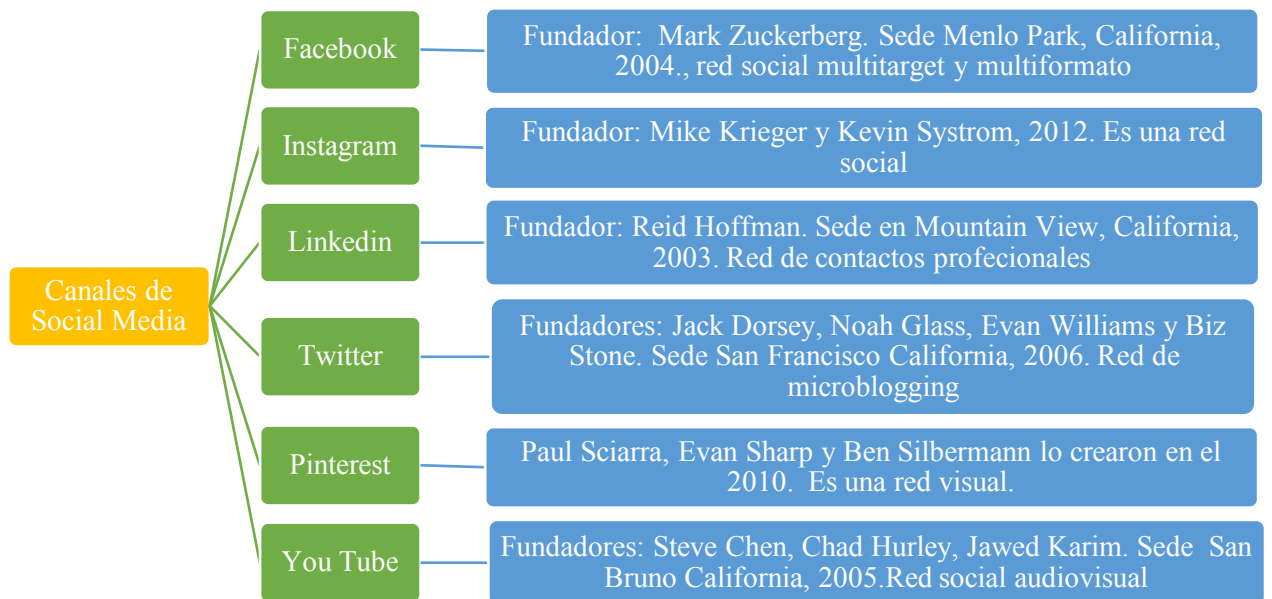 Canales de
Social Media
Facebook
Fundador:  Mark Zuckerberg. Sede Menlo Park, California,
2004., red social multitarget y multiformato
Instagram
Fundador: Mike Krieger y Kevin Systrom, 2012. Es una red
social
Linkedin
Fundador: Reid Hoffman. Sede en Mountain View, California,
2003. Red de contactos profecionales
Twitter
Fundadores: Jack Dorsey, Noah Glass, Evan Williams y Biz
Stone. Sede San Francisco California, 2006. Red de
microblogging
Pinterest
Paul Sciarra, Evan Sharp y Ben Silbermann lo crearon en el
2010.  Es una red visual.
You Tube
Fundadores: Steve Chen, Chad Hurley, Jawed Karim. Sede  San
Bruno California, 2005.Red social audiovisual